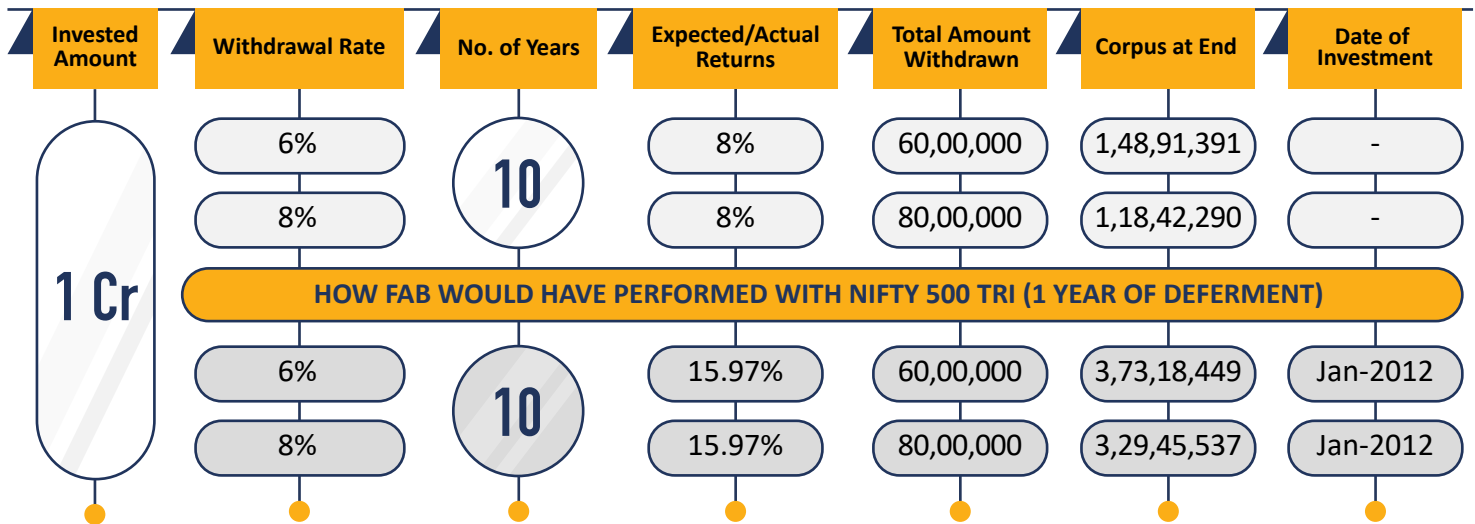 Invested
Amount
Withdrawal Rate
No. of Years
Expected/Actual
Returns
Total Amount
Withdrawn
Corpus at End
Date of
Investment
1 Cr
6%
10
8%
60,00,000
1,48,91,391
-
8%
8%
80,00,000
1,18,42,290
-
HOW FAB WOULD HAVE PERFORMED WITH NIFTY 500 TRI (1 YEAR OF DEFERMENT)
6%
10
15.97%
60,00,000
3,73,18,449
Jan-2012
8%
15.97%
80,00,000
3,29,45,537
Jan-2012